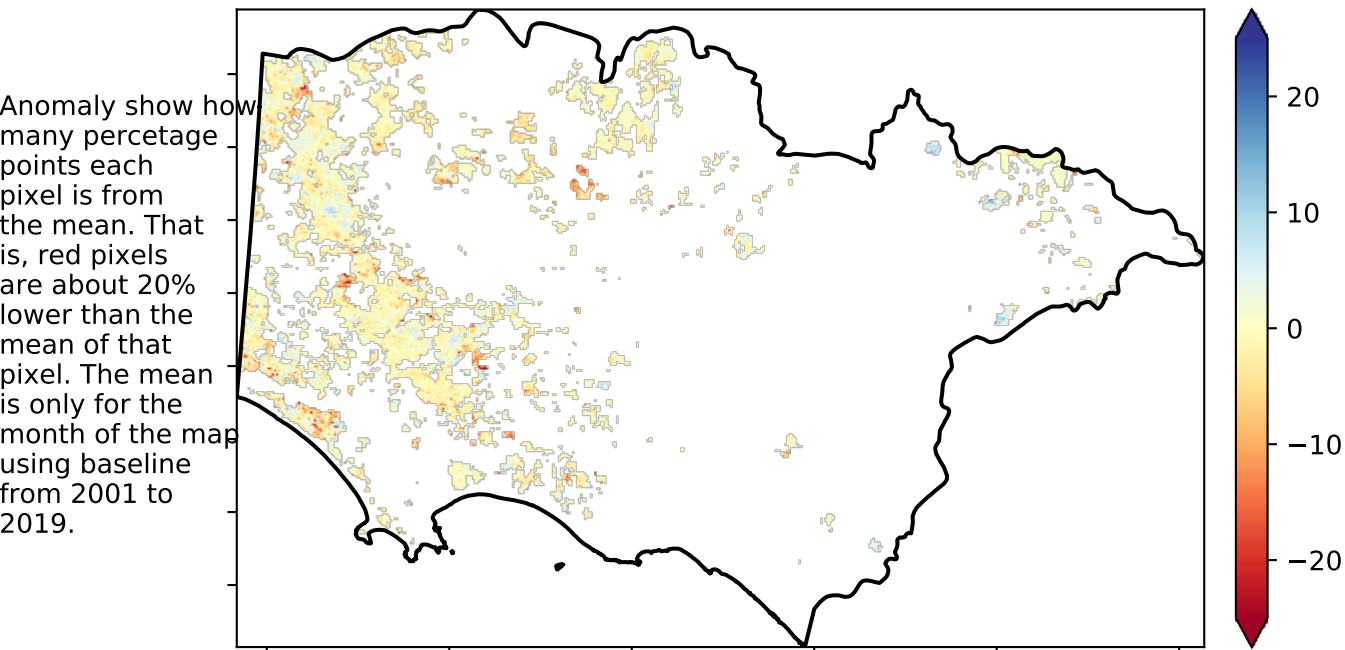 Anomaly show how
many percetage
points each
pixel is from
the mean. That
is, red pixels
are about 20%
lower than the
mean of that
pixel. The mean
is only for the
month of the map
using baseline
from 2001 to
2019.
20
10
0
−10
−20